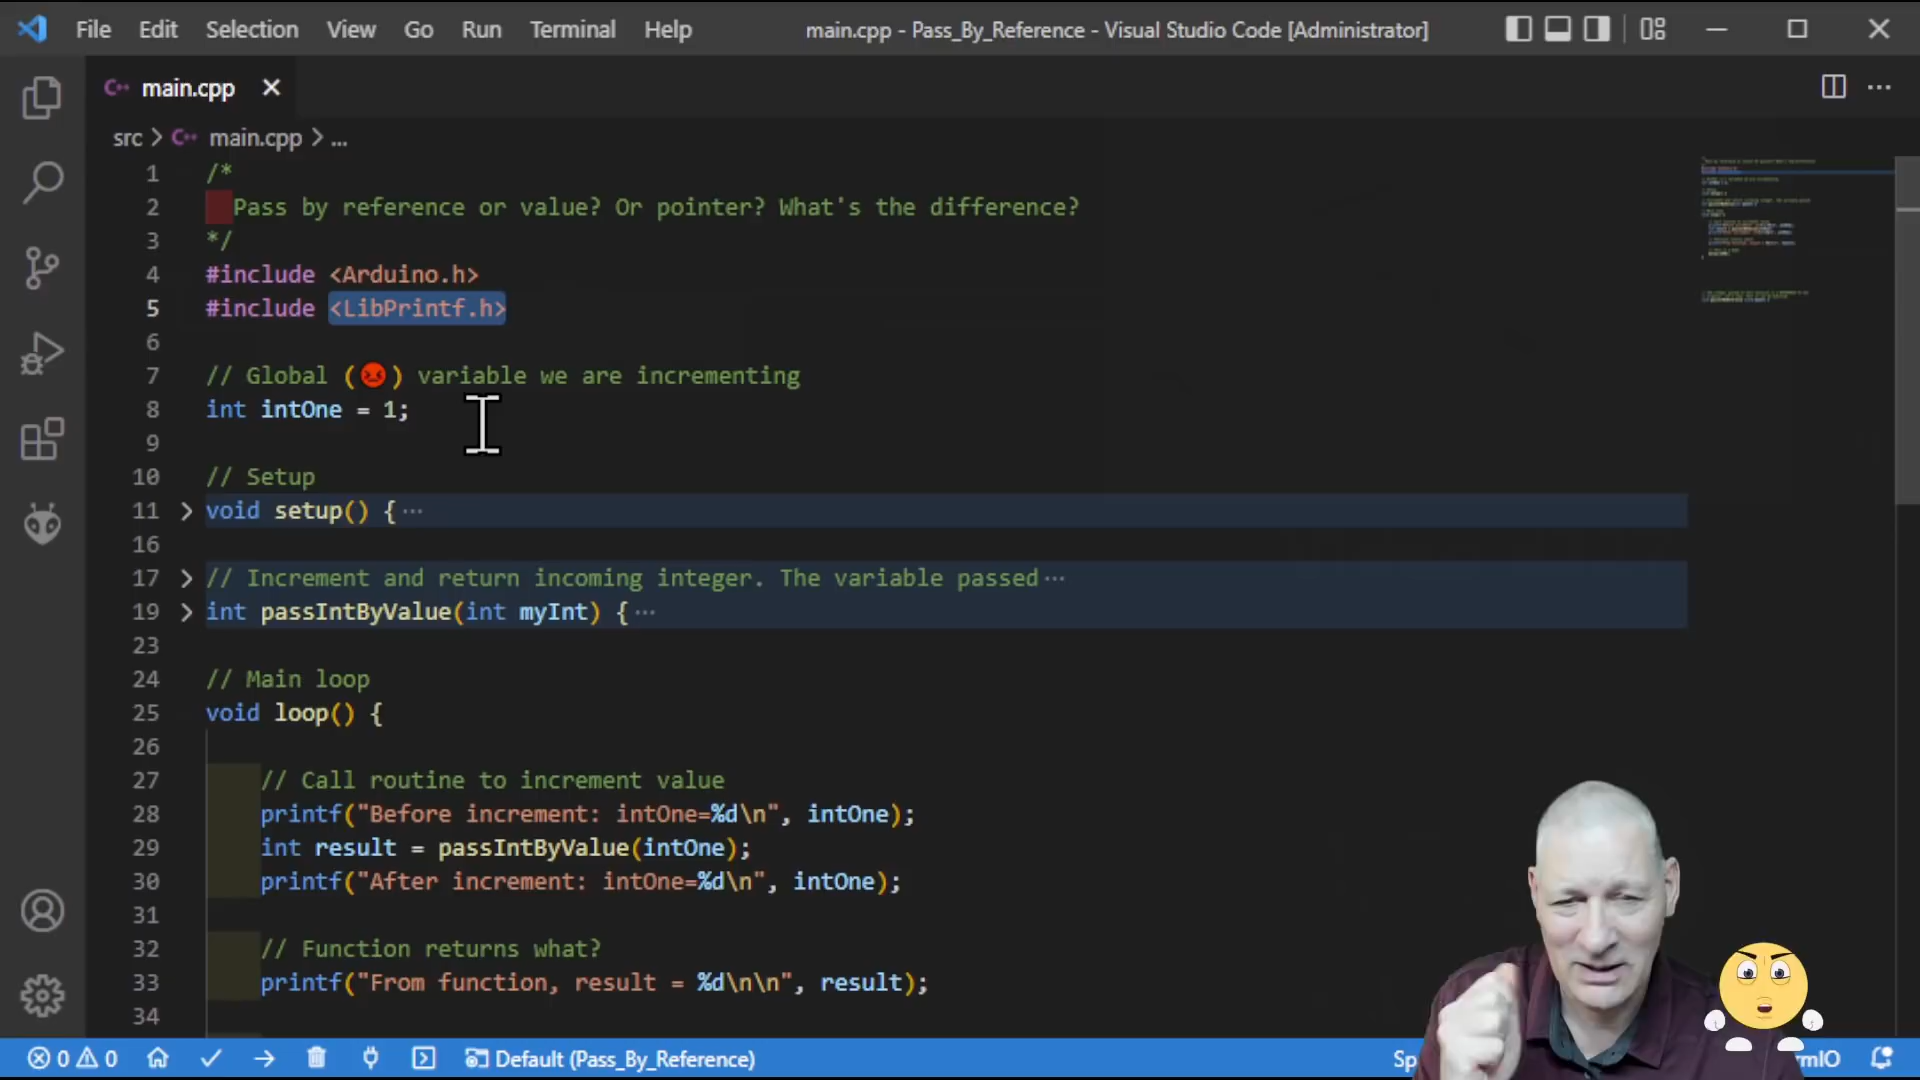 File Edit Selection View Go Run Terminal Help main.cpp - Pass_By_Reference - Visual Studio Code [Administrator]
C++ main.cpp
src > C++ main.cpp > ...
1 /*
2 Pass by reference or value? Or pointer? What's the difference?
3 */
4 #include <Arduino.h>
5 #include <LibPrintf.h>
6
7 // Global (😡) variable we are incrementing
8 int intOne = 1;
9
10 // Setup
11 > void setup() { ...
16
17 > // Increment and return incoming integer. The variable passed ...
19 > int passIntByValue(int myInt) { ...
23
24 // Main loop
25 void loop() {
26
27 // Call routine to increment value
28 printf("Before increment: intOne=%d\n", intOne);
29 int result = passIntByValue(intOne);
30 printf("After increment: intOne=%d\n", intOne);
31
32 // Function returns what?
33 printf("From function, result = %d\n\n", result);
34
0 0 Default (Pass_By_Reference)